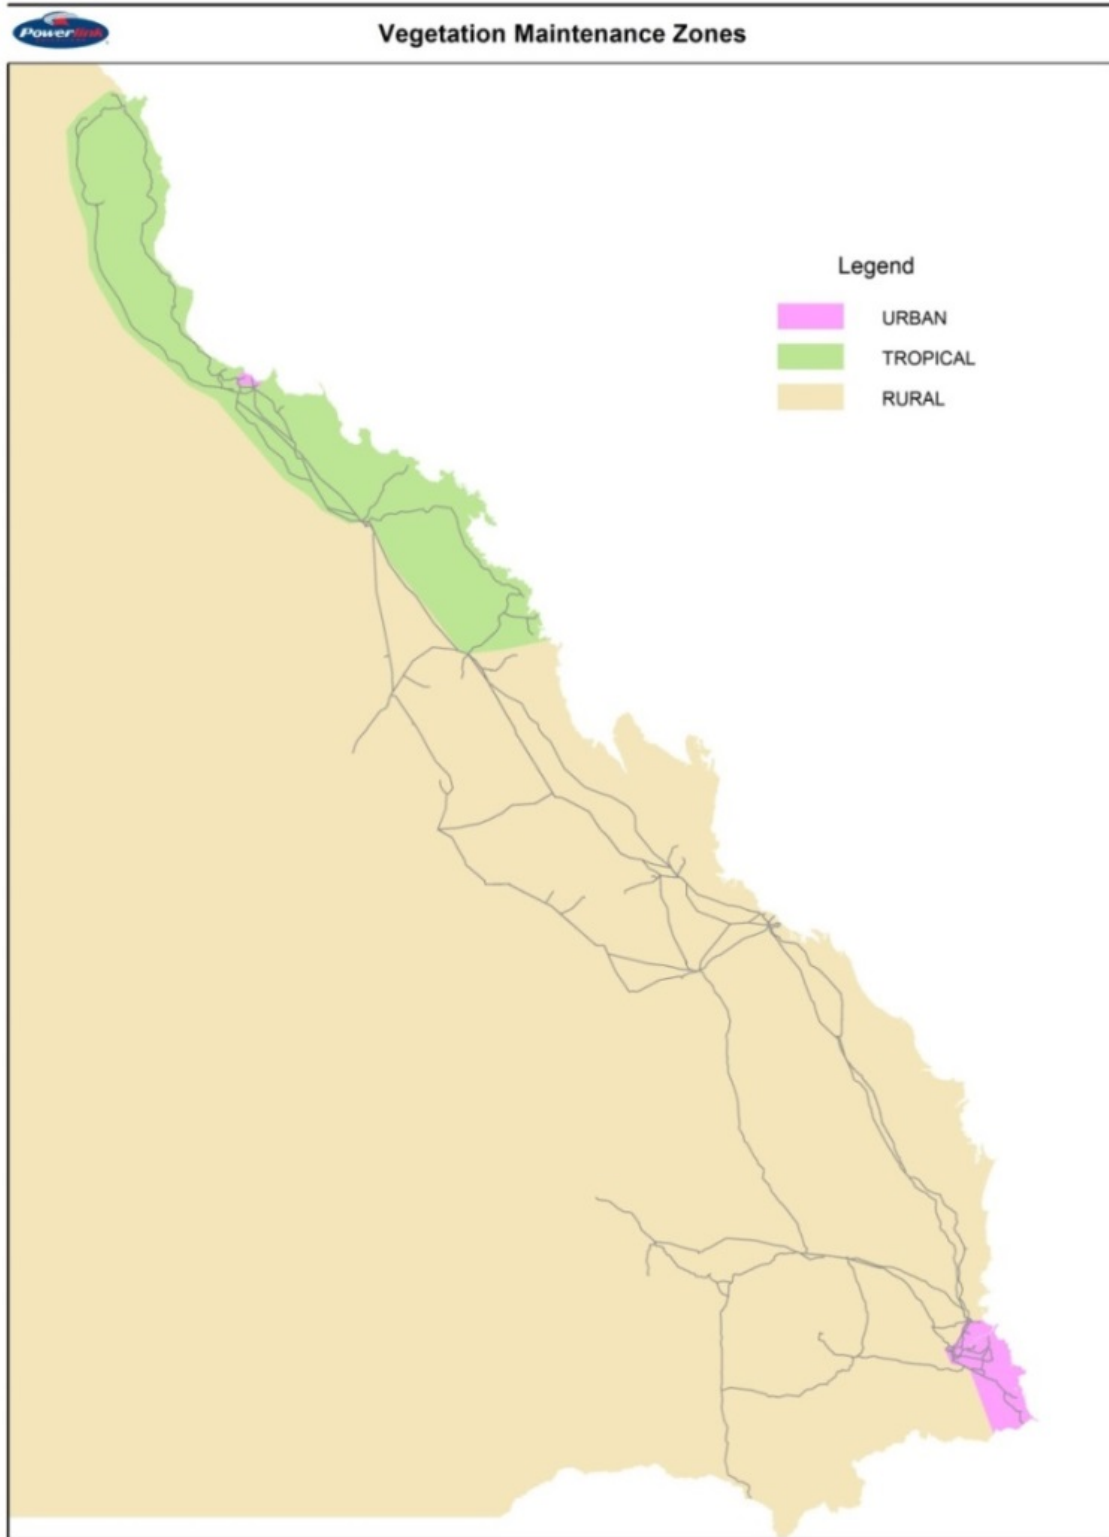 Powerlink
Vegetation Maintenance Zones
Legend
URBAN
TROPICAL
RURAL